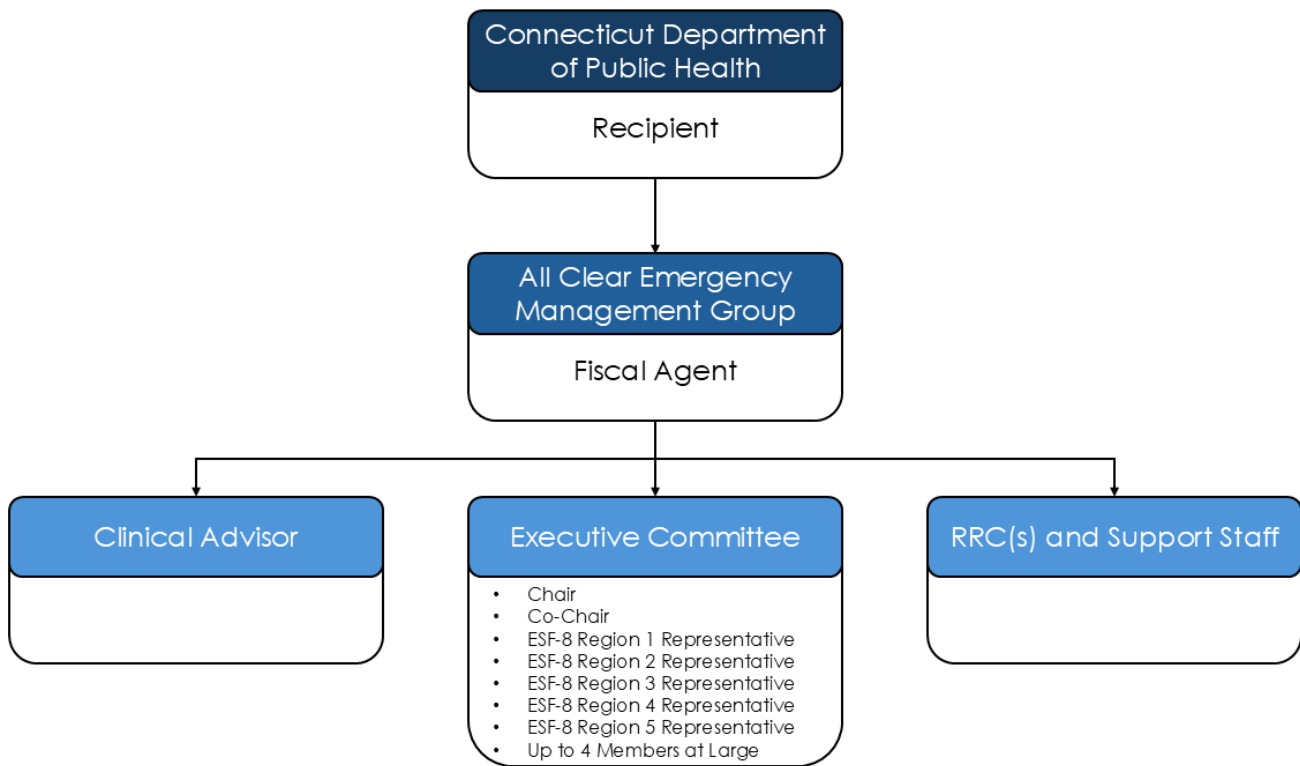 Connecticut Department
of Public Health
Recipient
All Clear Emergency
Management Group
Fiscal Agent
Clinical Advisor
Executive Committee
• Chair
• Co-Chair
• ESF-8 Region 1 Representative
• ESF-8 Region 2 Representative
• ESF-8 Region 3 Representative
• ESF-8 Region 4 Representative
• ESF-8 Region 5 Representative
• Up to 4 Members at Large
RRC(s) and Support Staff